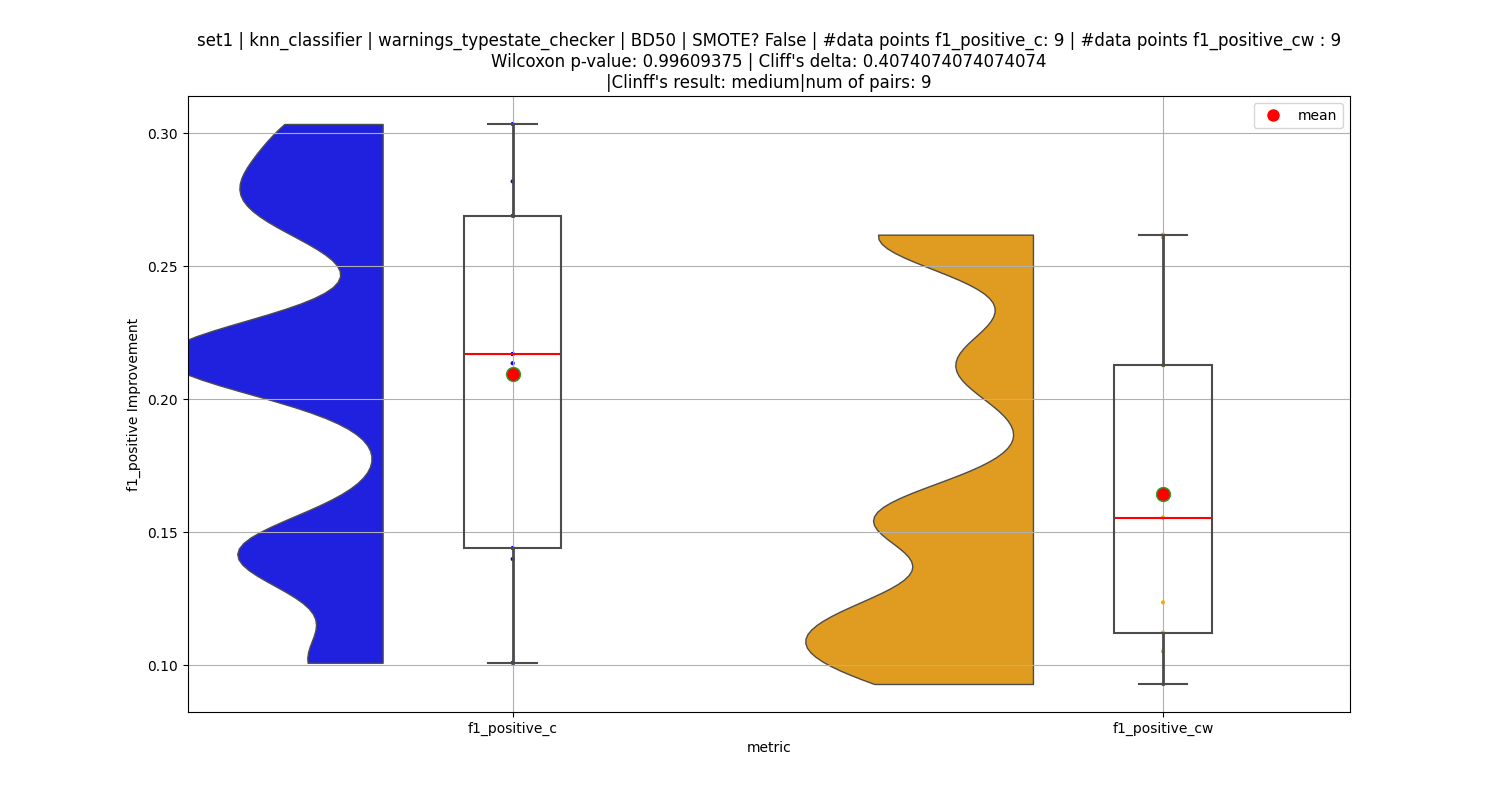 set1 | knn_classifier | warnings_typestate_checker | BD50 | SMOTE? False | #data points f1_positive_c: 9 | #data points f1_positive_cw : 9
Wilcoxon p-value: 0.99609375 | Cliff's delta: 0.4074074074074074
|Clinff's result: medium|num of pairs: 9
mean
0.30
0.25
0.20
0.15
0.10
f1_positive Improvement
f1_positive_c
f1_positive_cw
metric